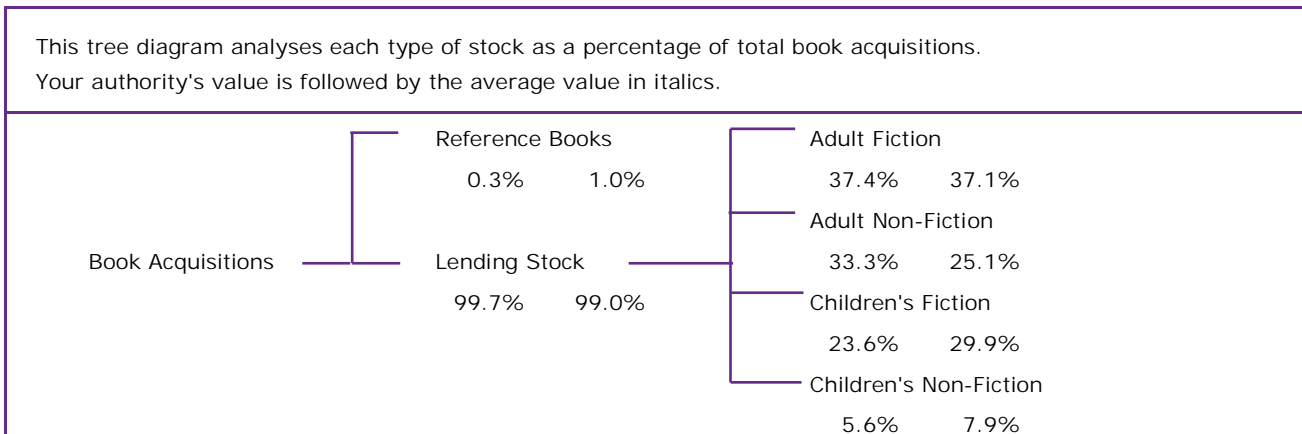 This tree diagram analyses each type of stock as a percentage of total book acquisitions.
Your authority's value is followed by the average value in italics.
Reference Books
0.3% 1.0%
Book Acquisitions
Lending Stock
99.7% 99.0%
Adult Fiction
37.4% 37.1%
Adult Non-Fiction
33.3% 25.1%
Children's Fiction
23.6% 29.9%
Children's Non-Fiction
5.6% 7.9%